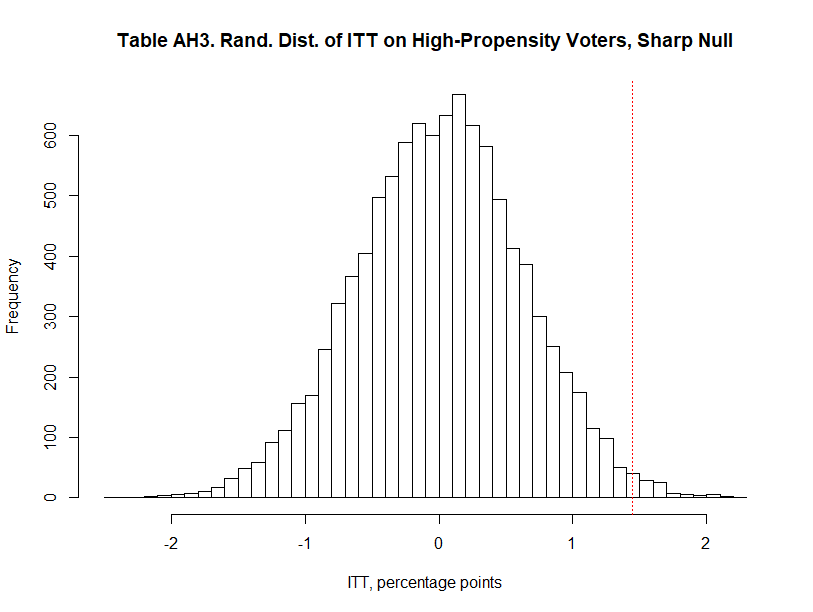 Table AH3. Rand. Dist. of ITT on High-Propensity Voters, Sharp Null
Frequency
600
500
400
300
200
100
0
-2 -1 0 1 2
ITT, percentage points